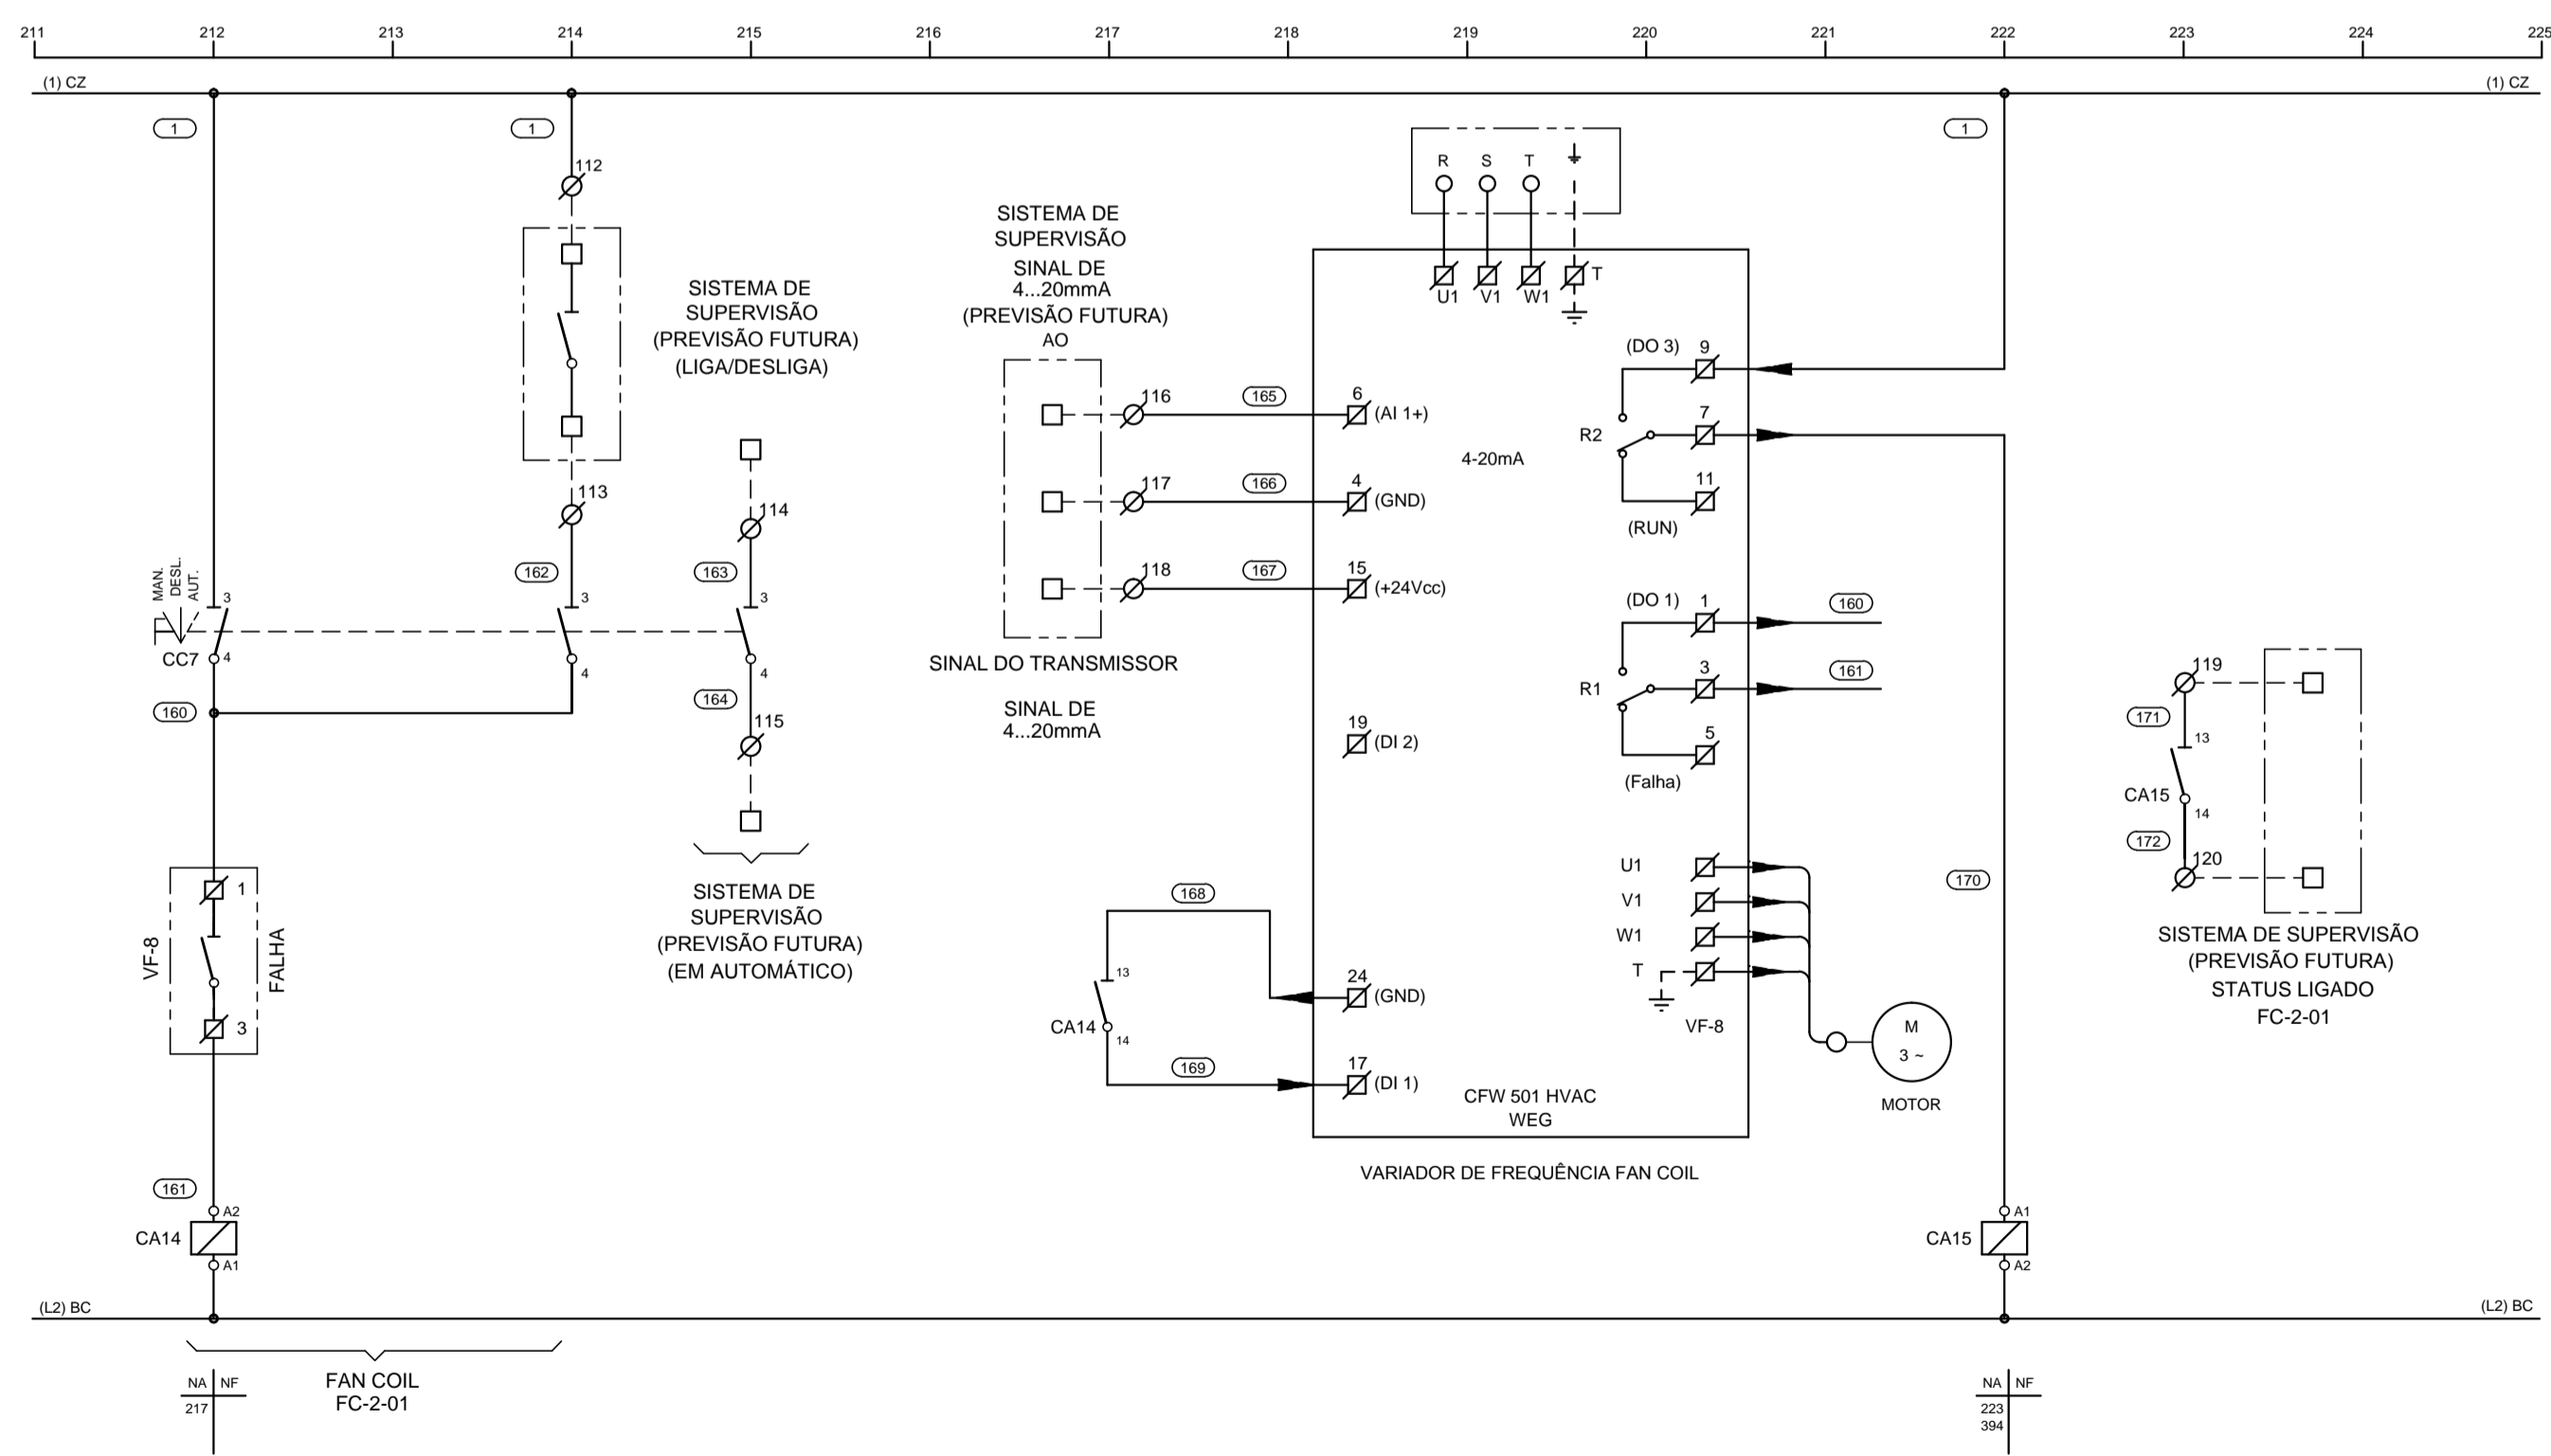 211 212 213 214 215 216 217 218 219 220 221 222 223 224 225
(1) CZ (1) CZ
1 1 1
112
R S T
SISTEMA DE
SUPERVISÃO
(PREVISÃO FUTURA)
(LIGA/DESLIGA)
113
114
162 163
MAN.
DESL.
AUT.
3 3 3
CC7 4 4 4
160 164
115
SISTEMA DE
SUPERVISÃO
(PREVISÃO FUTURA)
(EM AUTOMÁTICO)
VF-8
1
3
FALHA
161
A2
CA14
A1
SISTEMA DE
SUPERVISÃO
SINAL DE
4...20mmA
(PREVISÃO FUTURA)
AO
116 165 6 (AI 1+)
117 166 4 (GND)
118 167 15 (+24Vcc)
SINAL DO TRANSMISSOR
SINAL DE
4...20mmA
19 (DI 2)
168
13
CA14
14
24 (GND)
169 17 (DI 1)
U1 V1 W1 T
4-20mA
(DO 3) 9
R2 7
11
(RUN)
(DO 1) 1 160
R1 3 161
5
(Falha)
U1
V1
W1
T
VF-8
CFW 501 HVAC
WEG
VARIADOR DE FREQUÊNCIA FAN COIL
M
3 ~
MOTOR
170
A1
CA15
A2
119
171
13
CA15
14
172
120
SISTEMA DE SUPERVISÃO
(PREVISÃO FUTURA)
STATUS LIGADO
FC-2-01
(L2) BC (L2) BC
FAN COIL
FC-2-01
NA NF
217
NA NF
223
394